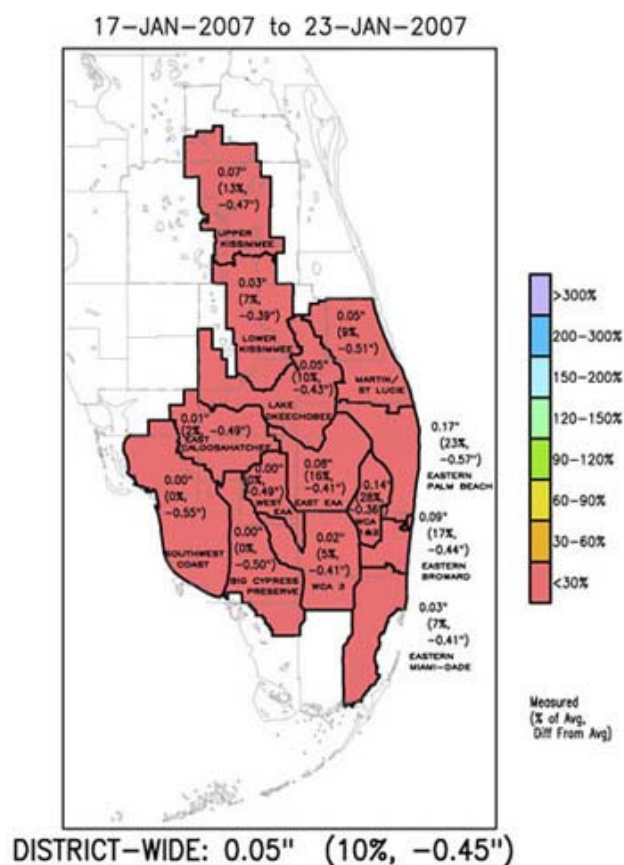 17-JAN-2007 to 23-JAN-2007
0.07"
(13%,
-0.47")
UPPER
KISSIMMEE
0.03"
(7%,
-0.39")
LOWER
KISSIMMEE
0.05"
(9%,
-0.51")
MARTIN/
ST LUCIE
0.05"
(10%,
-0.43")
LAKE
OKEECHOBEE
0.01"
(2%, -0.49")
EAST
CALOOSAHATCHEE
0.17"
(23%,
-0.57")
EASTERN
PALM BEACH
0.00"
(0%,
-0.55")
SOUTHWEST
COAST
0.00"
(0%,
-0.49")
WEST
EAA
0.08"
(16%,
-0.41")
EAST EAA
0.14"
28%,
-0.36
WCA
1&2
0.00"
(0%,
-0.50")
BIG CYPRESS
PRESERVE
0.02"
(5%,
-0.41")
WCA 3
0.09"
(17%,
-0.44")
EASTERN
BROWARD
0.03"
(7%,
-0.41")
EASTERN
MIAMI-DADE
>300%
200-300%
150-200%
120-150%
90-120%
60-90%
30-60%
<30%
Measured
(% of Avg,
Diff From Avg)
DISTRICT-WIDE: 0.05" (10%, -0.45")